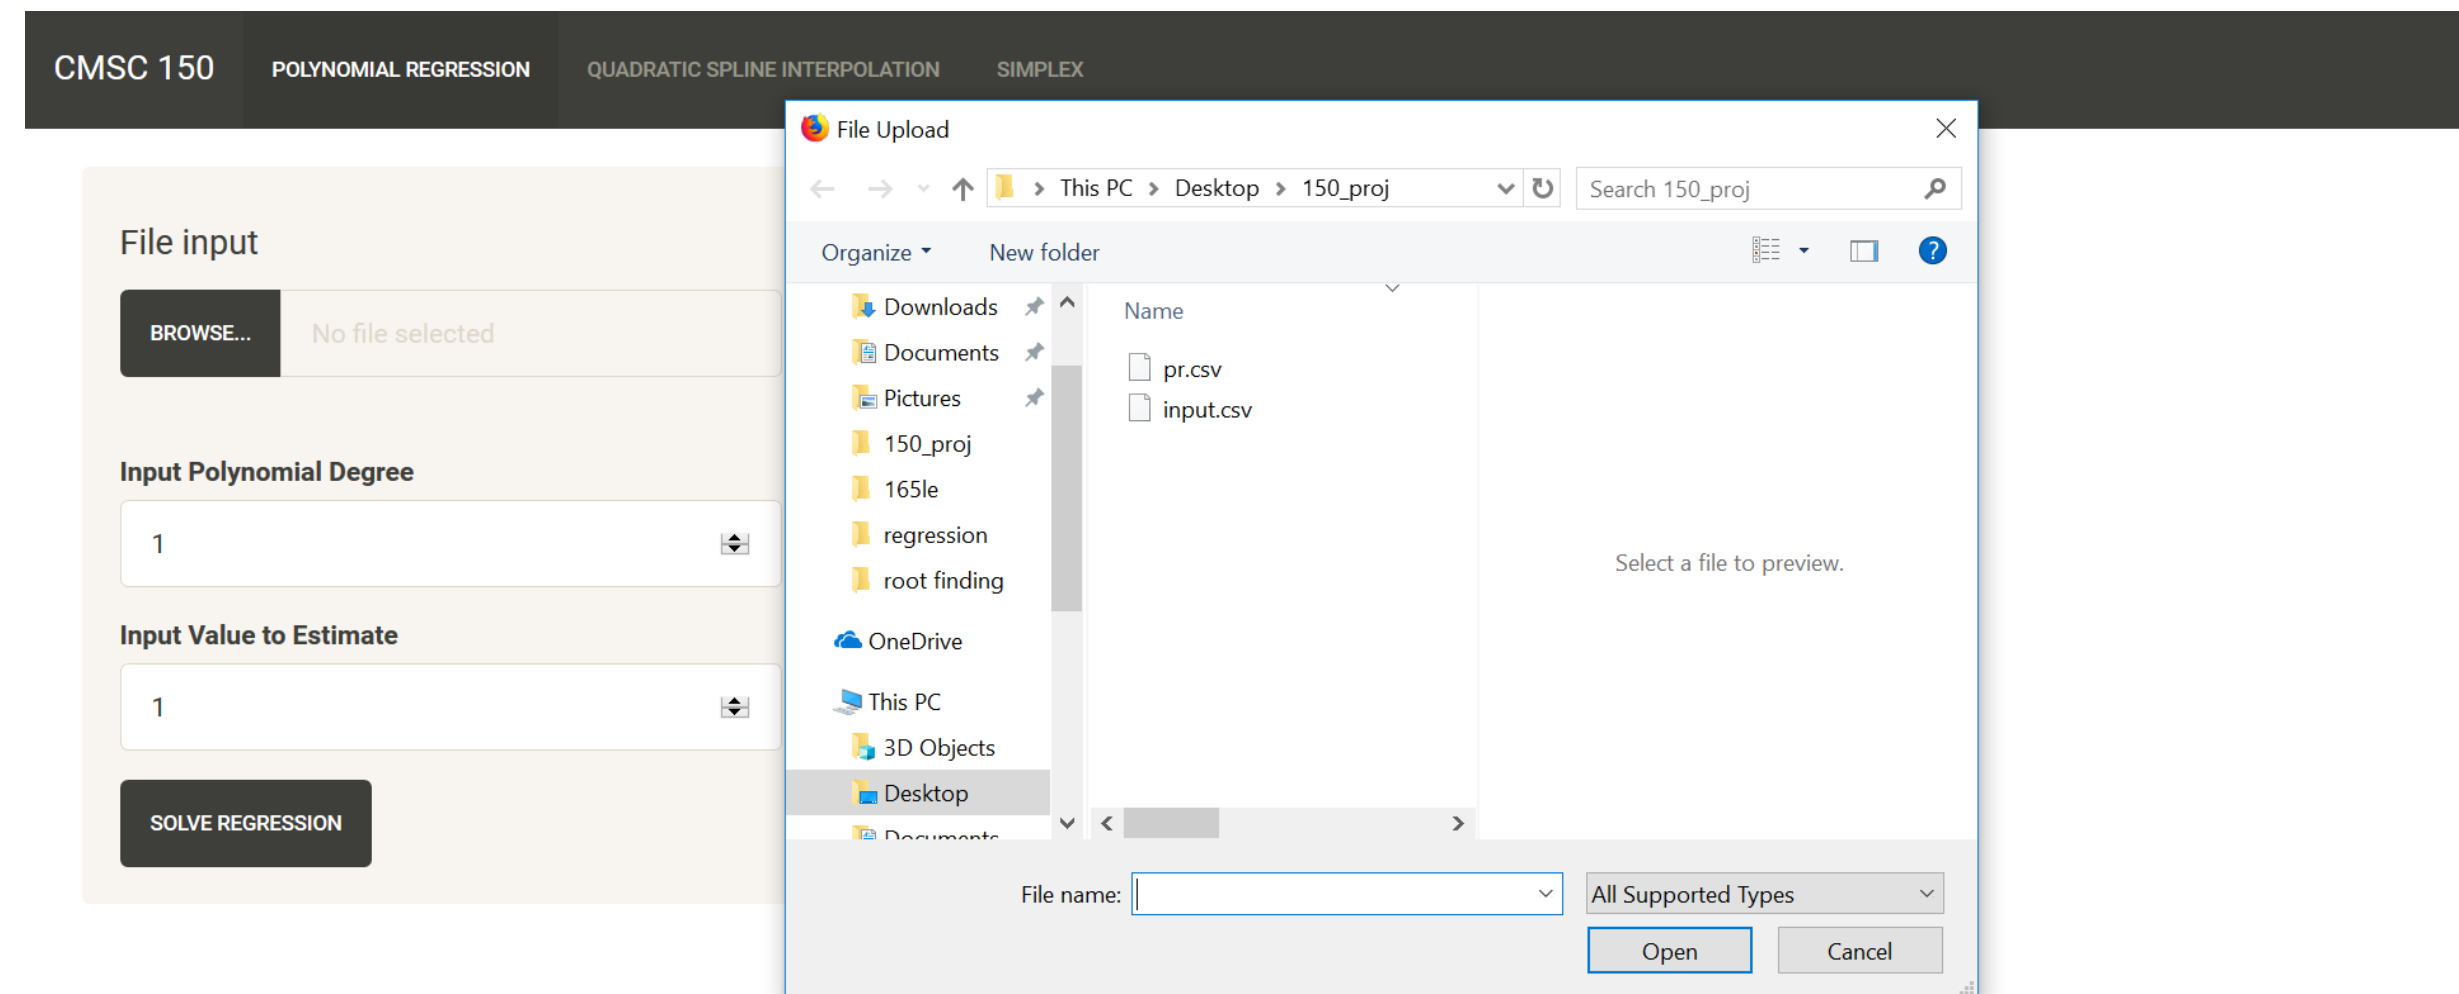 CMSC 150 POLYNOMIAL REGRESSION QUADRATIC SPLINE INTERPOLATION SIMPLEX
File input
BROWSE... No file selected
Input Polynomial Degree
1
Input Value to Estimate
1
SOLVE REGRESSION
File Upload
This PC Desktop 150_proj Search 150_proj
Organize New folder
Downloads
Documents
Pictures
150_proj
165le
regression
root finding
OneDrive
This PC
3D Objects
Desktop
Documents
Name
pr.csv
input.csv
Select a file to preview.
File name: All Supported Types
Open Cancel